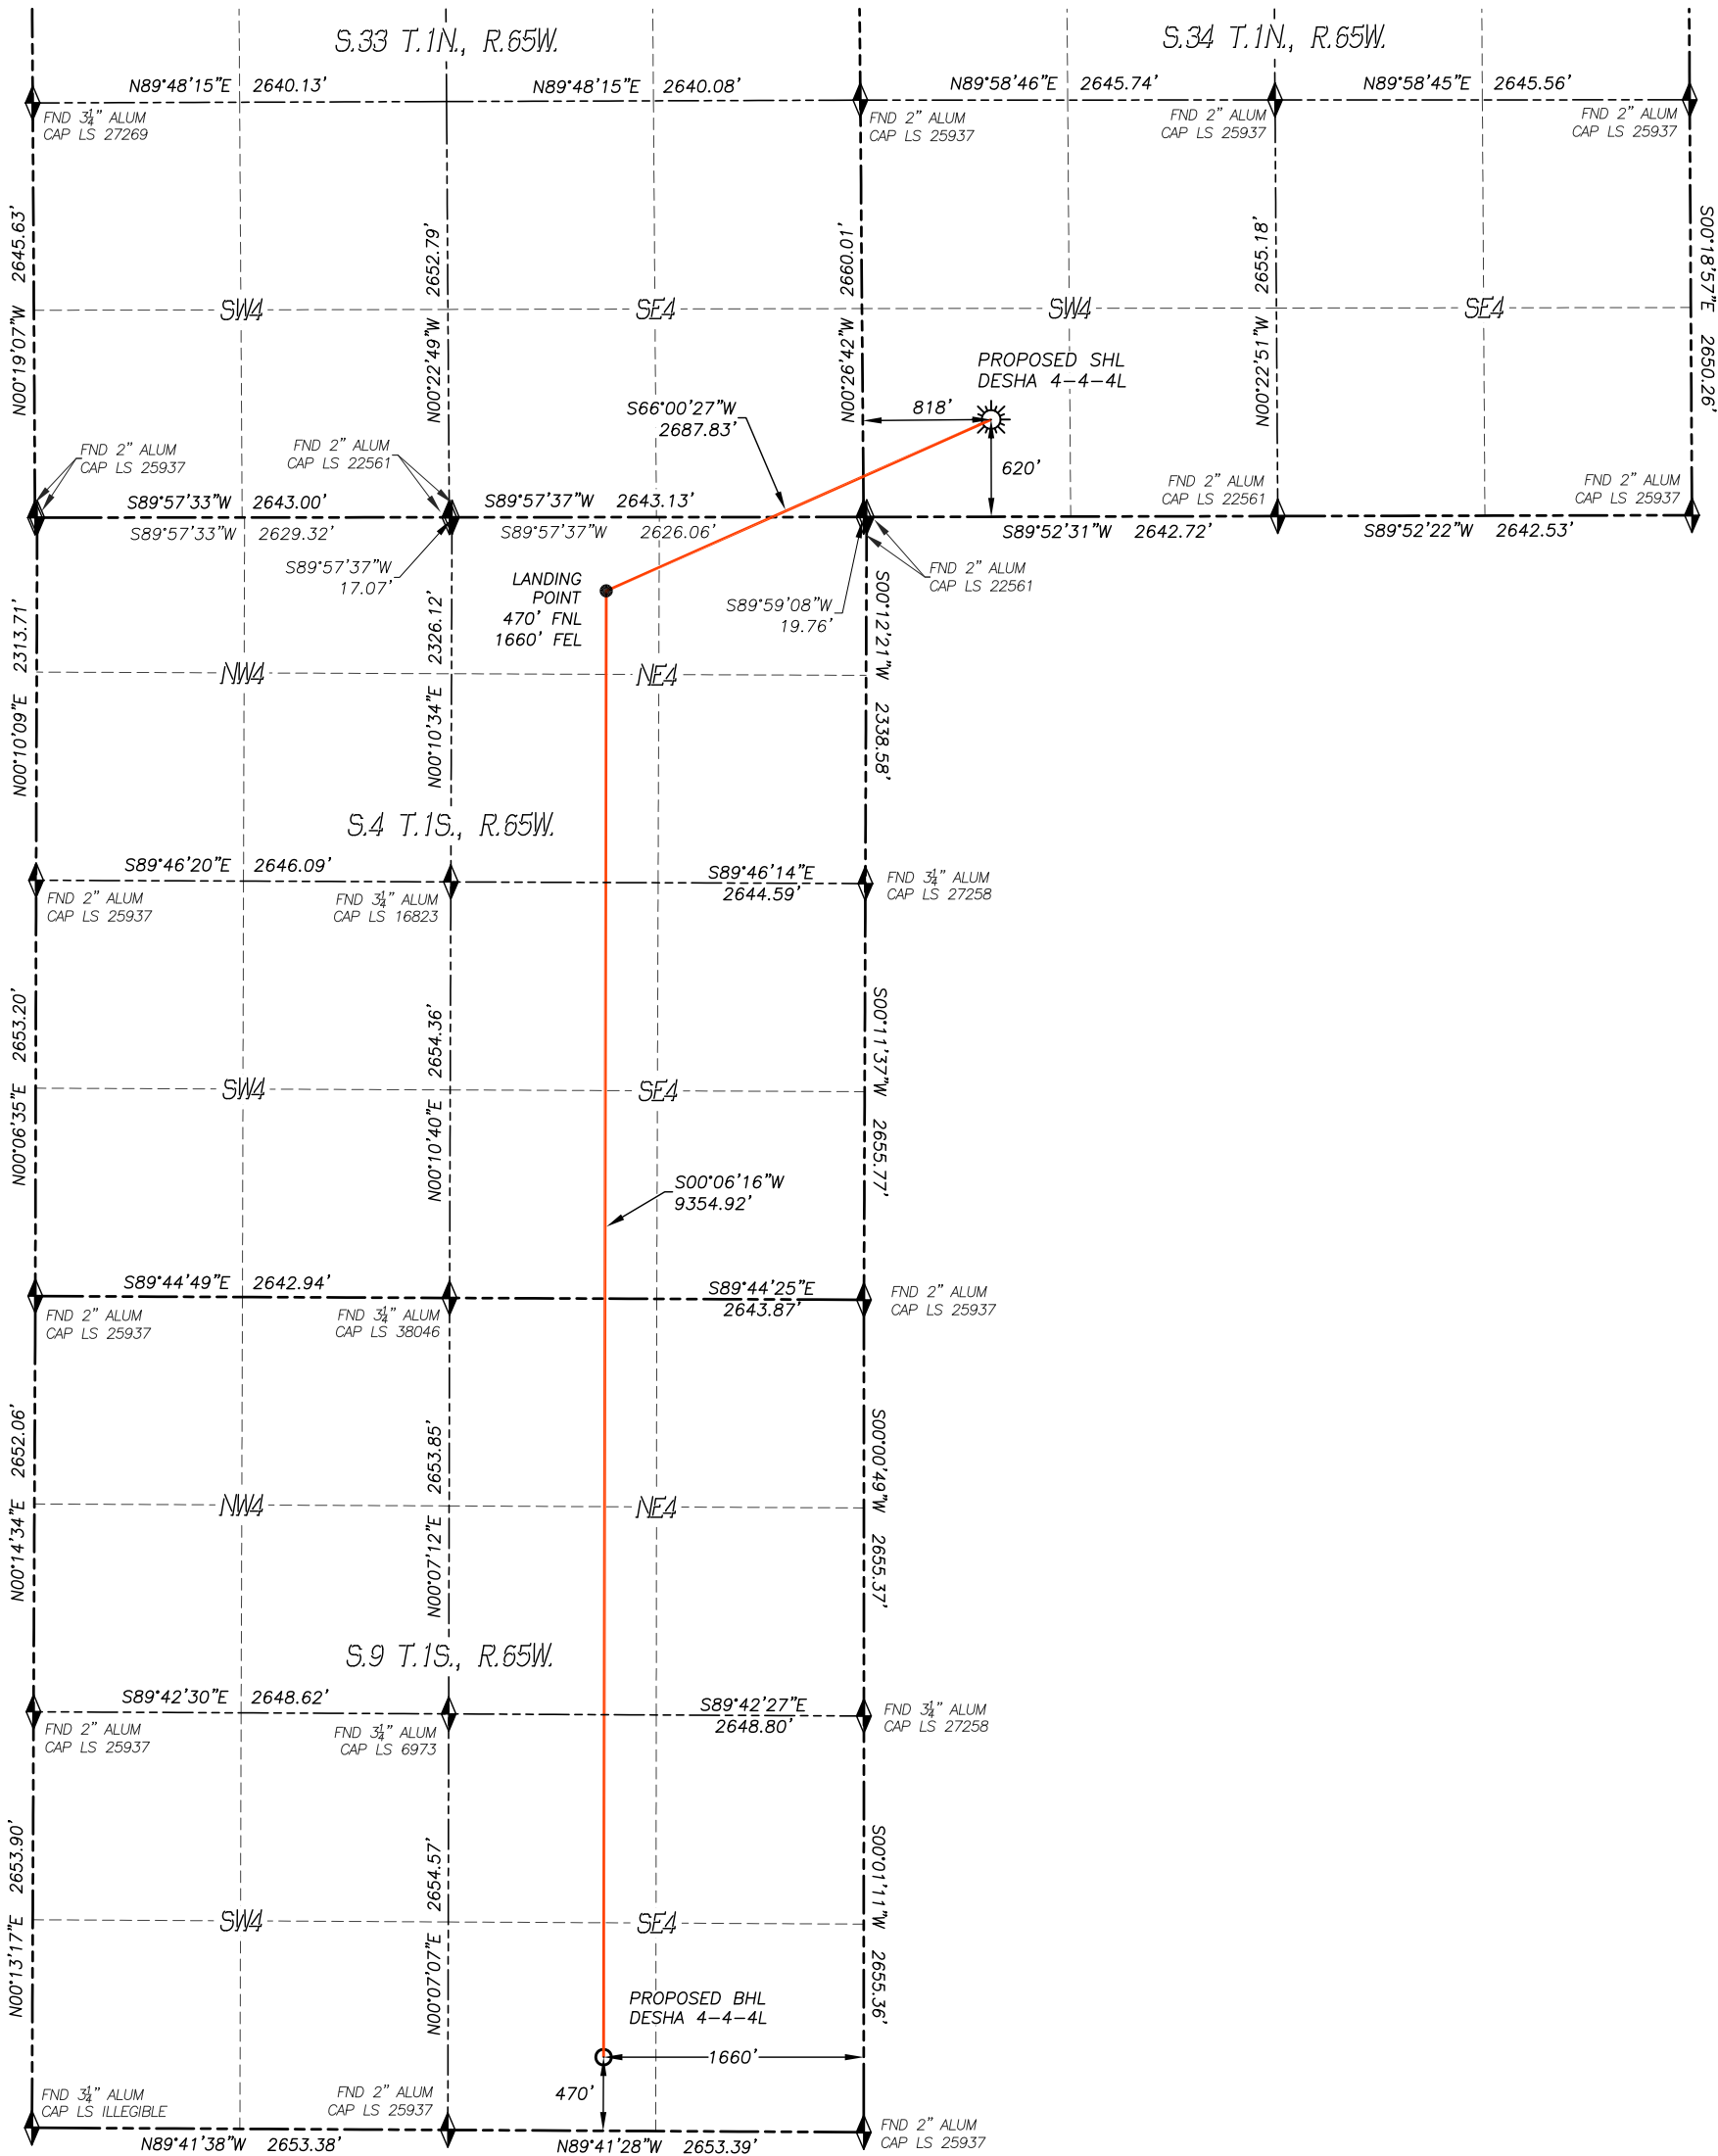 S.33 T.1N., R.65W.
S.34 T.1N., R.65W.
N89°48'15"E 2640.13'
N89°48'15"E 2640.08'
N89°58'46"E 2645.74'
N89°58'45"E 2645.56'
FND 3¼" ALUM
CAP LS 27269
FND 2" ALUM
CAP LS 25937
FND 2" ALUM
CAP LS 25937
FND 2" ALUM
CAP LS 25937
N00°19'07"W 2645.63'
N00°22'49"W 2652.79'
N00°26'42"W 2660.01'
N00°22'51"W 2655.18'
S00°18'57"E 2650.26'
SW4
SE4
SW4
SE4
PROPOSED SHL
DESHA 4-4-4L
818'
620'
S66°00'27"W
2687.83'
FND 2" ALUM
CAP LS 25937
FND 2" ALUM
CAP LS 22561
FND 2" ALUM
CAP LS 22561
FND 2" ALUM
CAP LS 25937
S89°57'33"W 2643.00'
S89°57'37"W 2643.13'
S89°57'33"W 2629.32'
S89°57'37"W 2626.06'
S89°52'31"W 2642.72'
S89°52'22"W 2642.53'
S89°57'37"W
17.07'
S89°59'08"W
19.76'
FND 2" ALUM
CAP LS 22561
LANDING
POINT
470' FNL
1660' FEL
N00°10'09"E 2313.71'
N00°10'34"E 2326.12'
S00°12'21"W 2338.58'
NW4
NE4
S.4 T.1S., R.65W.
S89°46'20"E 2646.09'
S89°46'14"E
2644.59'
FND 2" ALUM
CAP LS 25937
FND 3¼" ALUM
CAP LS 16823
FND 3¼" ALUM
CAP LS 27258
N00°06'35"E 2653.20'
N00°10'40"E 2654.36'
S00°11'37"W 2655.77'
SW4
SE4
S00°06'16"W
9354.92'
S89°44'49"E 2642.94'
S89°44'25"E
2643.87'
FND 2" ALUM
CAP LS 25937
FND 3¼" ALUM
CAP LS 38046
FND 2" ALUM
CAP LS 25937
N00°14'34"E 2652.06'
N00°07'12"E 2653.85'
S00°00'49"W 2655.37'
NW4
NE4
S.9 T.1S., R.65W.
S89°42'30"E 2648.62'
S89°42'27"E
2648.80'
FND 2" ALUM
CAP LS 25937
FND 3¼" ALUM
CAP LS 6973
FND 3¼" ALUM
CAP LS 27258
N00°13'17"E 2653.90'
N00°07'07"E 2654.57'
S00°01'11"W 2655.36'
SW4
SE4
PROPOSED BHL
DESHA 4-4-4L
1660'
470'
FND 3¼" ALUM
CAP LS ILLEGIBLE
FND 2" ALUM
CAP LS 25937
FND 2" ALUM
CAP LS 25937
N89°41'38"W 2653.38'
N89°41'28"W 2653.39'